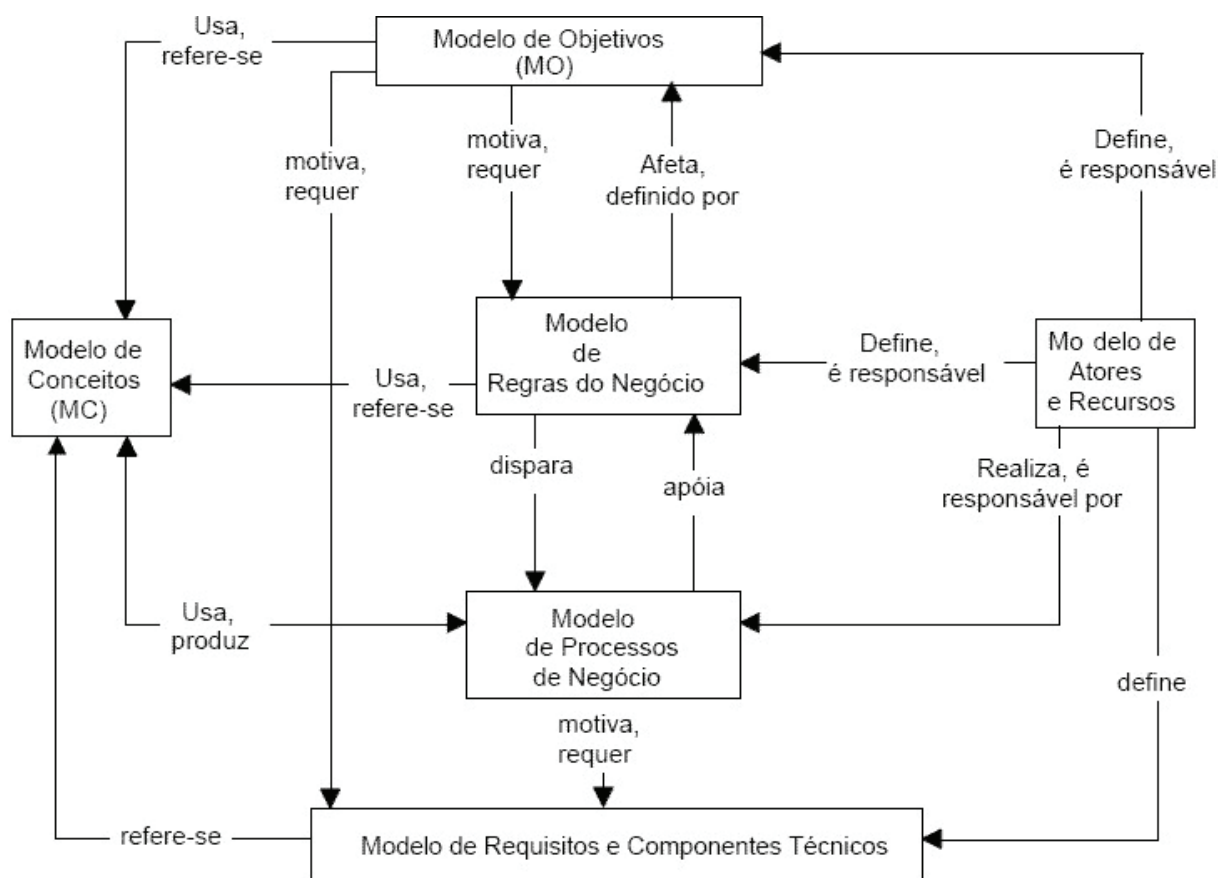 Usa,
refere-se
Modelo de Objetivos
(MO)
motiva,
requer
motiva,
requer
Afeta,
definido por
Define,
é responsável
Modelo de
Conceitos
(MC)
Usa,
refere-se
Modelo
de
Regras do Negócio
Define,
é responsável
Mo delo de
Atores
e Recursos
dispara
apóia
Realiza, é
responsável por
Usa,
produz
Modelo
de Processos
de Negócio
define
motiva,
requer
refere-se
Modelo de Requisitos e Componentes Técnicos